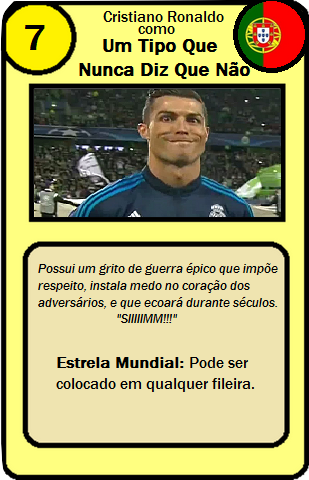 7
Cristiano Ronaldo
como
Um Tipo Que
Nunca Diz Que Não
Possui um grito de guerra épico que impõe
respeito, instala medo no coração dos
adversários, e que ecoará durante séculos.
"SIIIIIMM!!!"
Estrela Mundial: Pode ser
colocado em qualquer fileira.